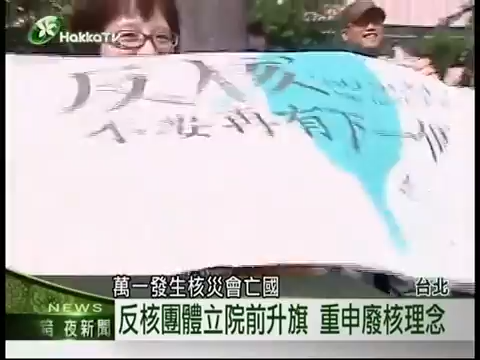 HakkaTV
反核
不要再有下一個
萬一發生核災會亡國
台北
NEWS
暗夜新聞
反核團體立院前升旗 重申廢核理念